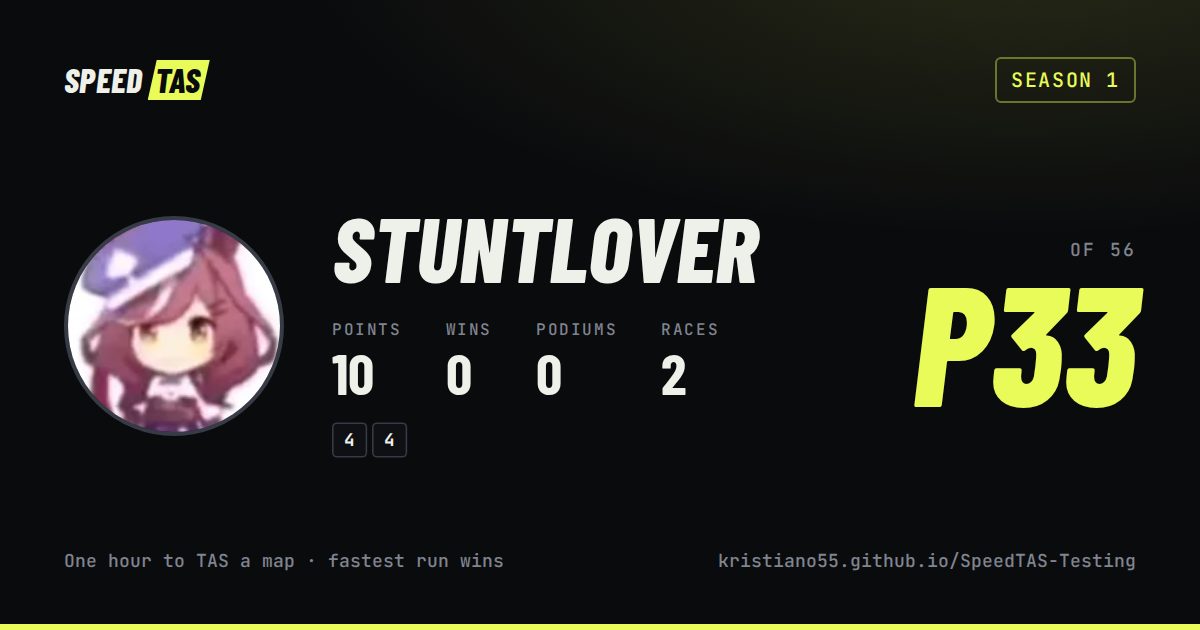 SPEED TAS
SEASON 1
STUNTLOVER
POINTS WINS PODIUMS RACES
10 0 0 2
4 4
OF 56
P33
One hour to TAS a map · fastest run wins
kristiano55.github.io/SpeedTAS-Testing